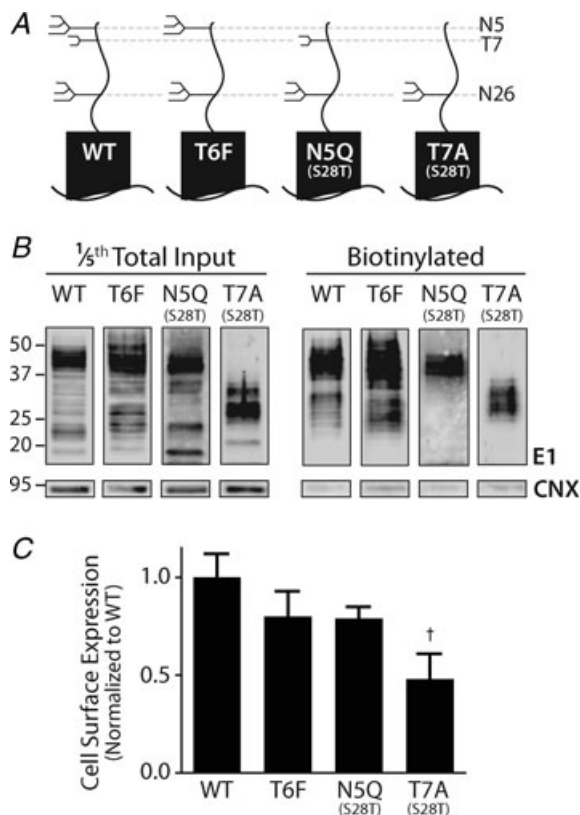 A
N5
T7
N26
WT
T6F
N5Q
(S28T)
T7A
(S28T)
B
⅕th Total Input
Biotinylated
WT T6F N5Q T7A
(S28T) (S28T)
WT T6F N5Q T7A
(S28T) (S28T)
50
37
25
20
E1
95
CNX
C
Cell Surface Expression
(Normalized to WT)
1.0
0.5
0.0
†
WT T6F N5Q T7A
(S28T) (S28T)